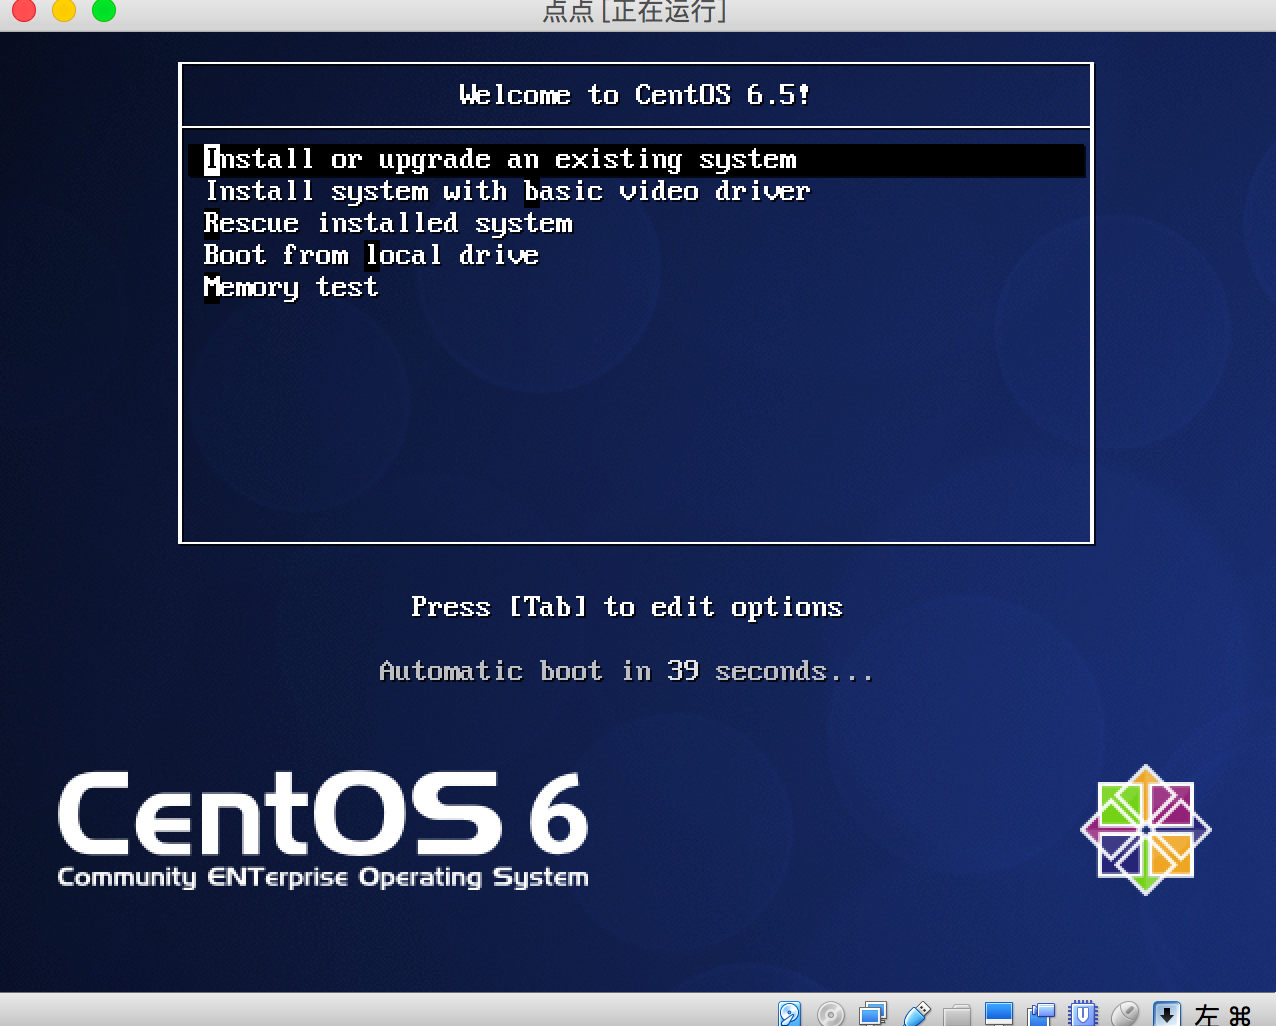 点点 [正在运行]
Welcome to CentOS 6.5!
Install or upgrade an existing system
Install system with basic video driver
Rescue installed system
Boot from local drive
Memory test
Press [Tab] to edit options
Automatic boot in 39 seconds...
CentOS 6
Community ENTerprise Operating System
左 ⌘